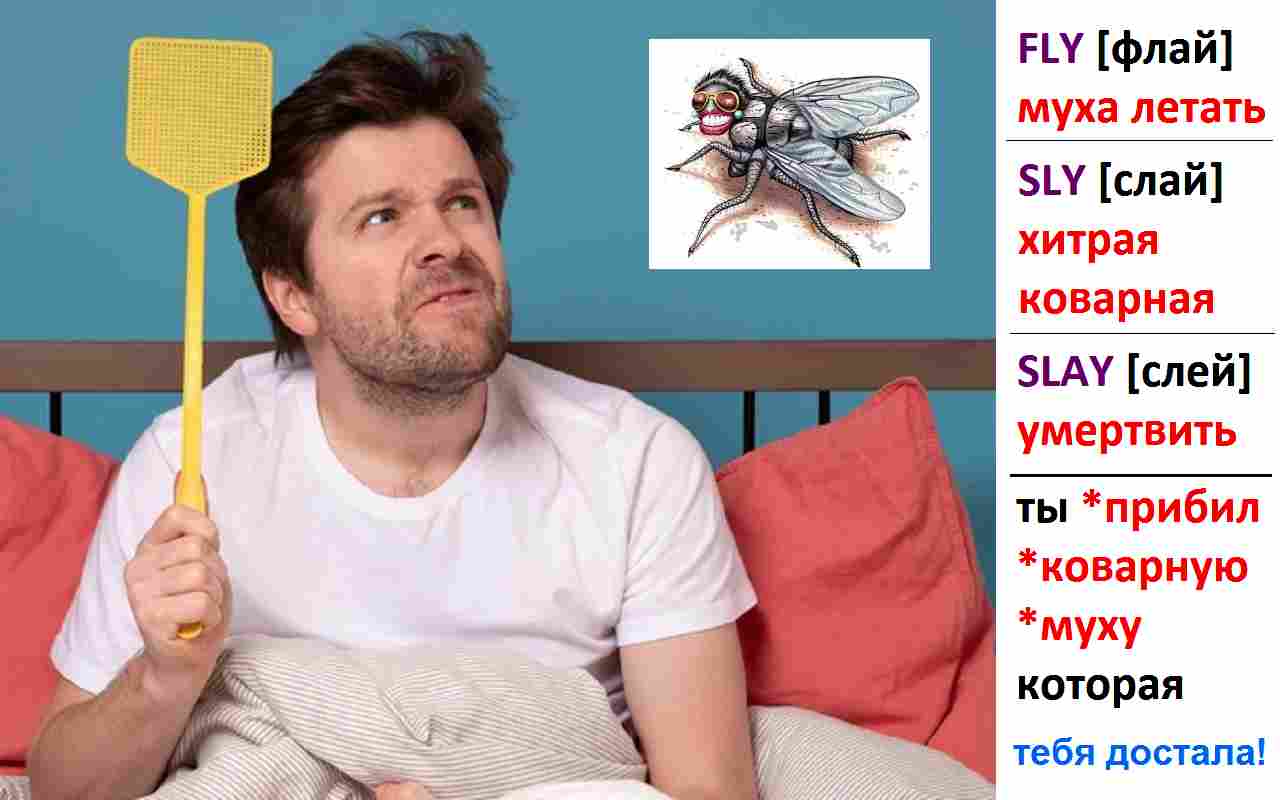 FLY [флай]
муха летать
SLY [слай]
хитрая
коварная
SLAY [слей]
умертвить
ты *прибил
*коварную
*муху
которая
тебя достала!